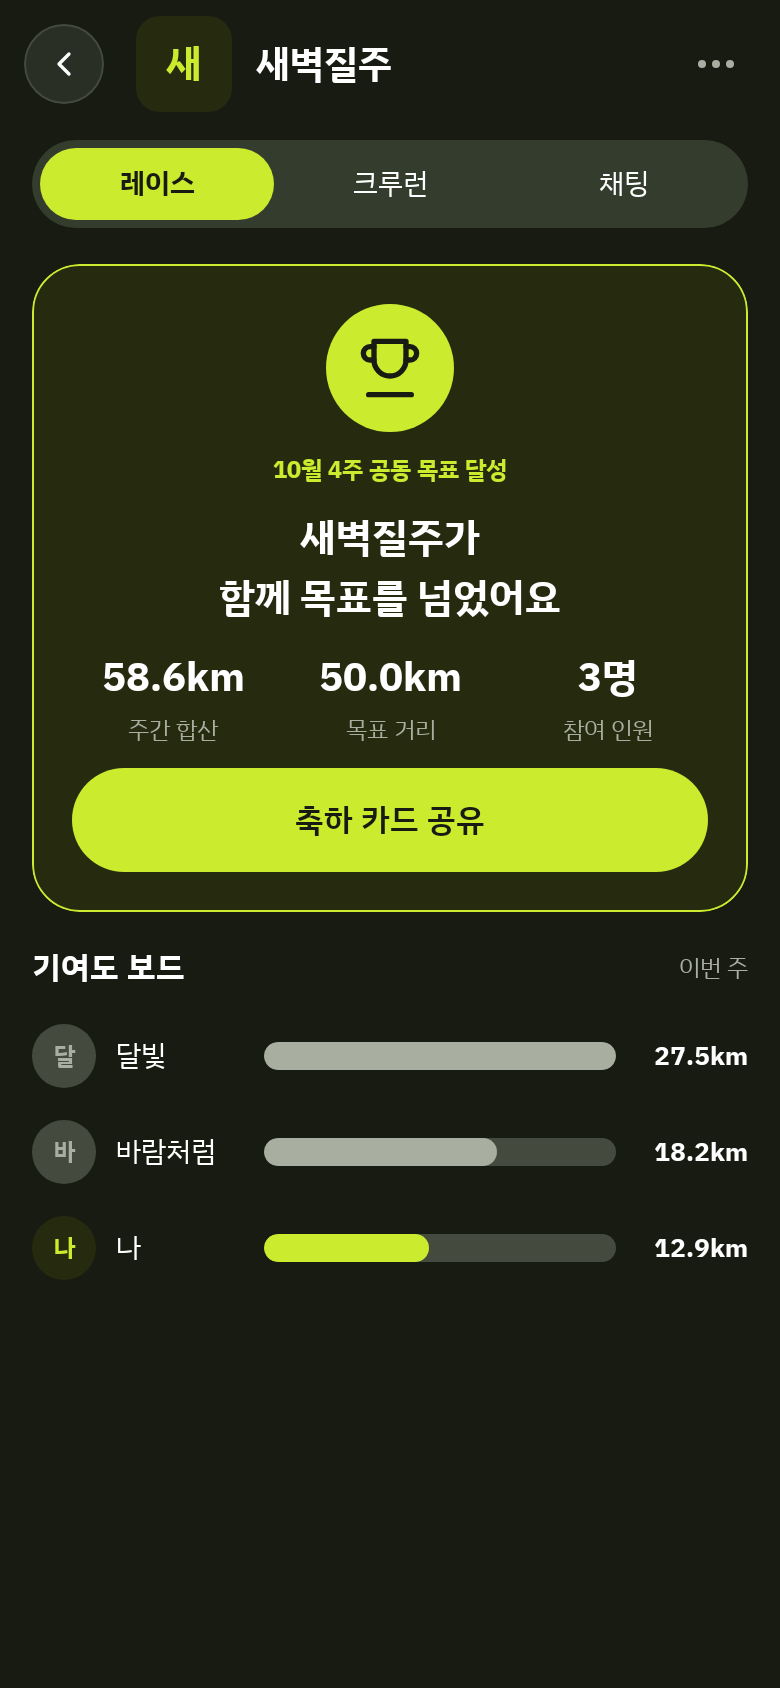 새 새벽질주
레이스 크루런 채팅
10월 4주 공동 목표 달성
새벽질주가
함께 목표를 넘었어요
58.6km 50.0km 3명
주간 합산 목표 거리 참여 인원
축하 카드 공유
기여도 보드 이번 주
달 달빛 27.5km
바 바람처럼 18.2km
나 나 12.9km